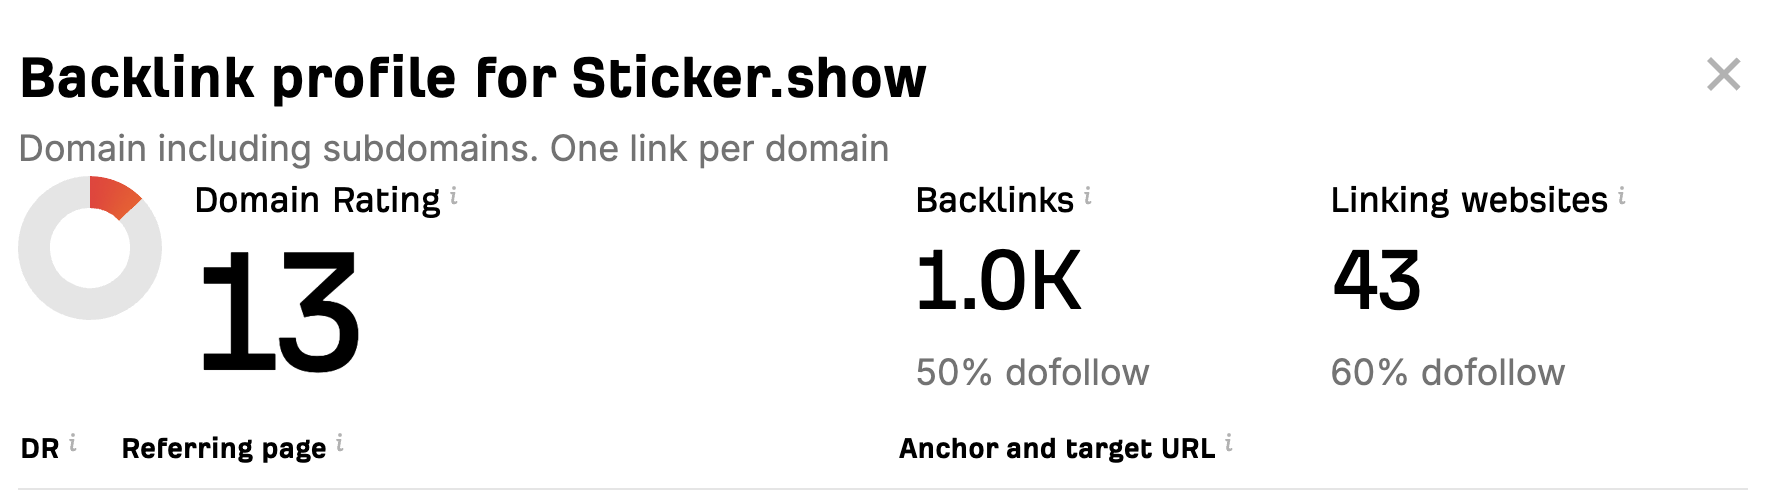 Backlink profile for Sticker.show
Domain including subdomains. One link per domain
Domain Rating i
13
Backlinks i
1.0K
50% dofollow
Linking websites i
43
60% dofollow
DR i Referring page i Anchor and target URL i